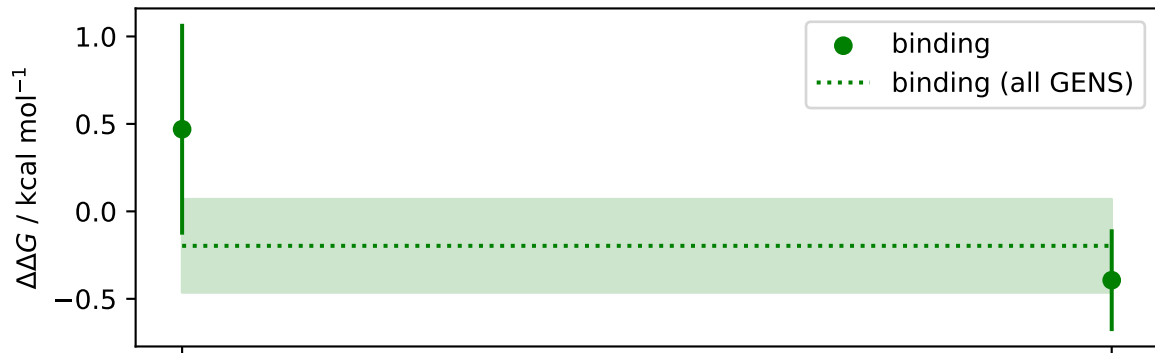 1.0
0.5
0.0
−0.5
ΔΔG / kcal mol⁻¹
binding
binding (all GENS)